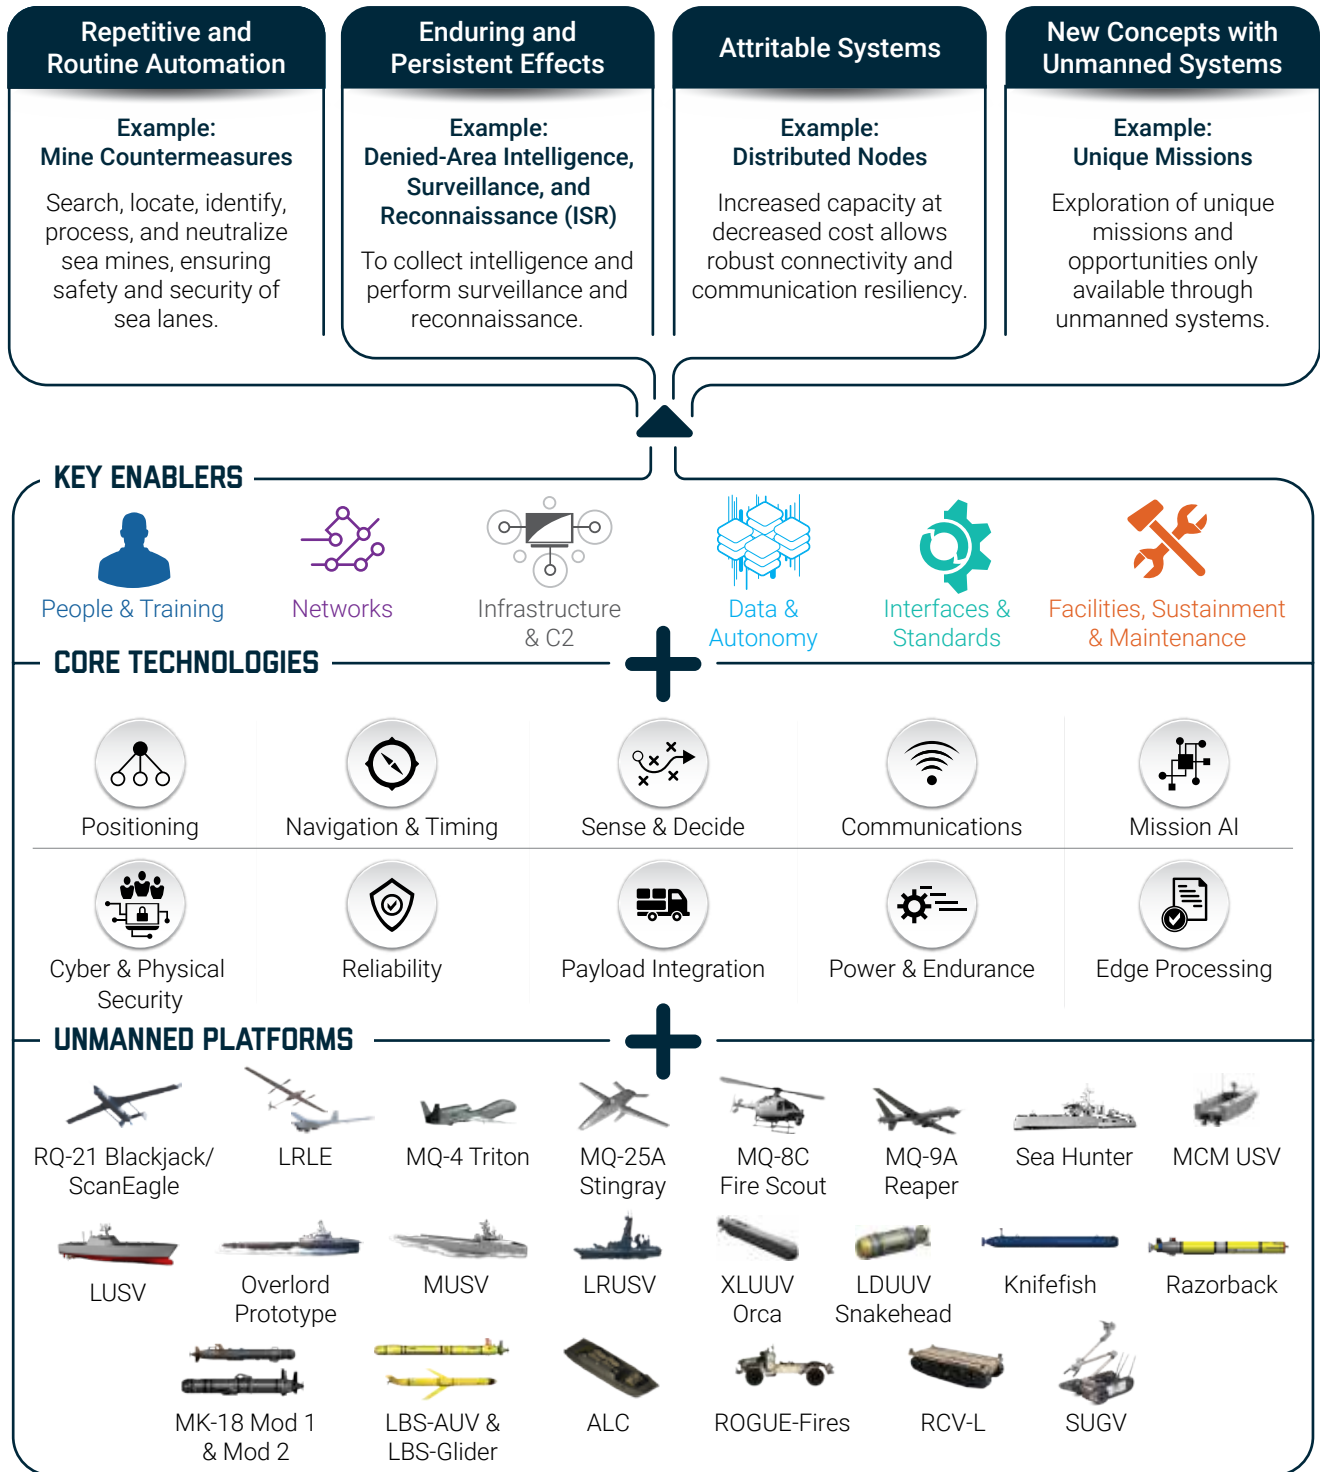 Repetitive and
Routine Automation
Example:
Mine Countermeasures
Search, locate, identify,
process, and neutralize
sea mines, ensuring
safety and security of
sea lanes.
Enduring and
Persistent Effects
Example:
Denied-Area Intelligence,
Surveillance, and
Reconnaissance (ISR)
To collect intelligence and
perform surveillance and
reconnaissance.
Attritable Systems
Example:
Distributed Nodes
Increased capacity at
decreased cost allows
robust connectivity and
communication resiliency.
New Concepts with
Unmanned Systems
Example:
Unique Missions
Exploration of unique
missions and
opportunities only
available through
unmanned systems.
KEY ENABLERS
People & Training
Networks
Infrastructure
& C2
Data &
Autonomy
Interfaces &
Standards
Facilities, Sustainment
& Maintenance
CORE TECHNOLOGIES
Positioning
Navigation & Timing
Sense & Decide
Communications
Mission AI
Cyber & Physical
Security
Reliability
Payload Integration
Power & Endurance
Edge Processing
UNMANNED PLATFORMS
RQ-21 Blackjack/
ScanEagle
LRLE
MQ-4 Triton
MQ-25A
Stingray
MQ-8C
Fire Scout
MQ-9A
Reaper
Sea Hunter
MCM USV
LUSV
Overlord
Prototype
MUSV
LRUSV
XLUUV
Orca
LDUUV
Snakehead
Knifefish
Razorback
MK-18 Mod 1
& Mod 2
LBS-AUV &
LBS-Glider
ALC
ROGUE-Fires
RCV-L
SUGV